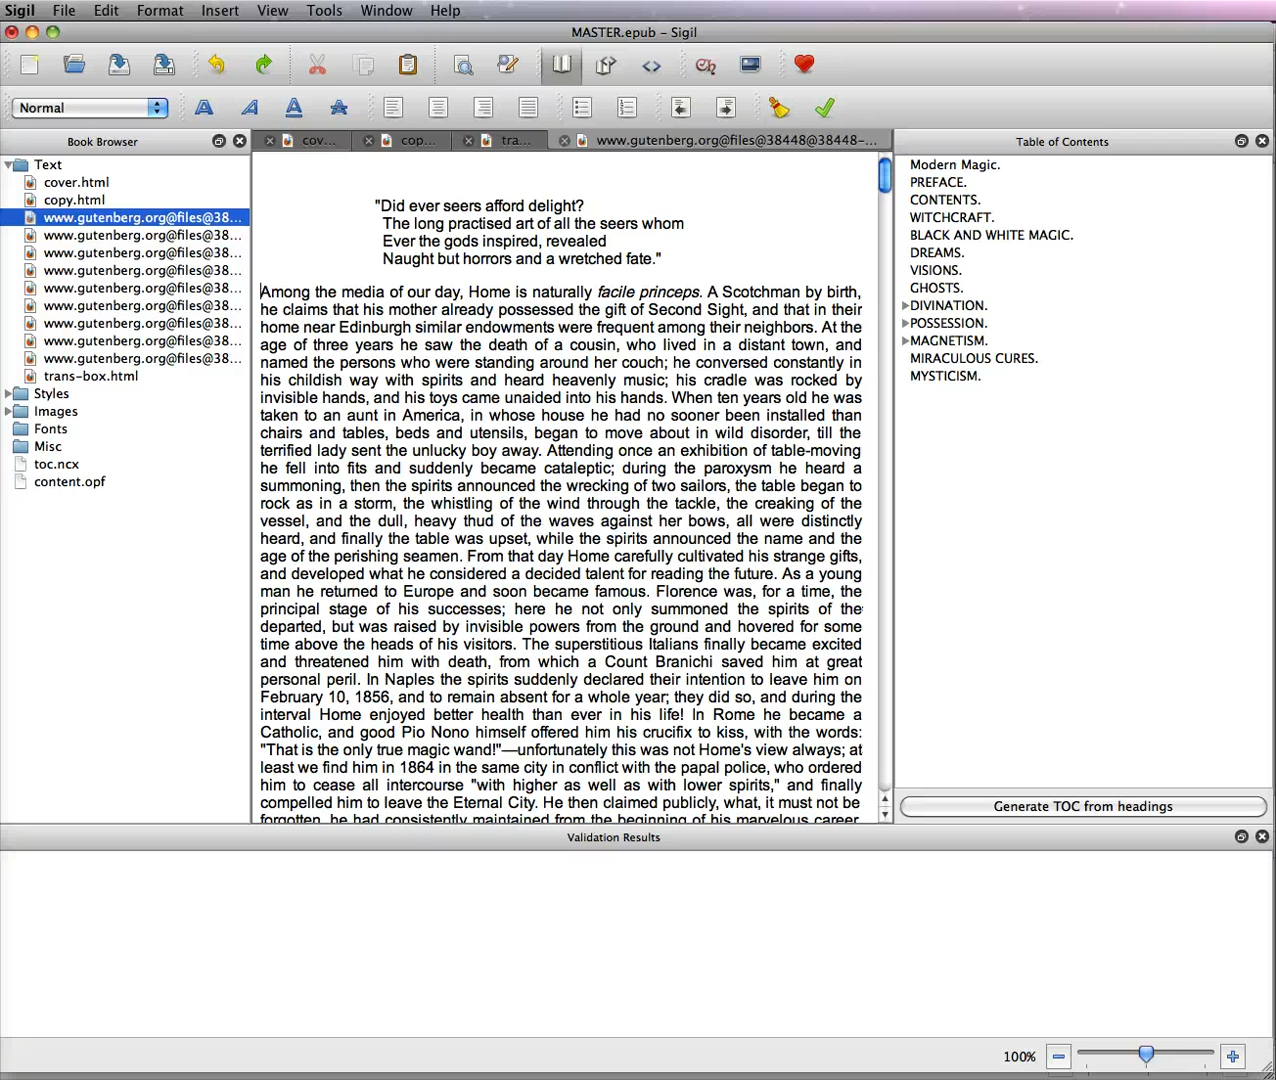 Sigil File Edit Format Insert View Tools Window Help
MASTER.epub – Sigil
Normal
Book Browser
Text
cover.html
copy.html
www.gutenberg.org@files@38...
www.gutenberg.org@files@38...
www.gutenberg.org@files@38...
www.gutenberg.org@files@38...
www.gutenberg.org@files@38...
www.gutenberg.org@files@38...
www.gutenberg.org@files@38...
www.gutenberg.org@files@38...
www.gutenberg.org@files@38...
trans-box.html
Styles
Images
Fonts
Misc
toc.ncx
content.opf
cov... cop... tra... www.gutenberg.org@files@38448@38448-...
"Did ever seers afford delight?
The long practised art of all the seers whom
Ever the gods inspired, revealed
Naught but horrors and a wretched fate."
Among the media of our day, Home is naturally facile princeps. A Scotchman by birth,
he claims that his mother already possessed the gift of Second Sight, and that in their
home near Edinburgh similar endowments were frequent among their neighbors. At the
age of three years he saw the death of a cousin, who lived in a distant town, and
named the persons who were standing around her couch; he conversed constantly in
his childish way with spirits and heard heavenly music; his cradle was rocked by
invisible hands, and his toys came unaided into his hands. When ten years old he was
taken to an aunt in America, in whose house he had no sooner been installed than
chairs and tables, beds and utensils, began to move about in wild disorder, till the
terrified lady sent the unlucky boy away. Attending once an exhibition of table-moving
he fell into fits and suddenly became cataleptic; during the paroxysm he heard a
summoning, then the spirits announced the wrecking of two sailors, the table began to
rock as in a storm, the whistling of the wind through the tackle, the creaking of the
vessel, and the dull, heavy thud of the waves against her bows, all were distinctly
heard, and finally the table was upset, while the spirits announced the name and the
age of the perishing seamen. From that day Home carefully cultivated his strange gifts,
and developed what he considered a decided talent for reading the future. As a young
man he returned to Europe and soon became famous. Florence was, for a time, the
principal stage of his successes; here he not only summoned the spirits of the
departed, but was raised by invisible powers from the ground and hovered for some
time above the heads of his visitors. The superstitious Italians finally became excited
and threatened him with death, from which a Count Branichi saved him at great
personal peril. In Naples the spirits suddenly declared their intention to leave him on
February 10, 1856, and to remain absent for a whole year; they did so, and during the
interval Home enjoyed better health than ever in his life! In Rome he became a
Catholic, and good Pio Nono himself offered him his crucifix to kiss, with the words:
"That is the only true magic wand!"—unfortunately this was not Home's view always; at
least we find him in 1864 in the same city in conflict with the papal police, who ordered
him to cease all intercourse "with higher as well as with lower spirits," and finally
compelled him to leave the Eternal City. He then claimed publicly, what, it must not be
forgotten, he had consistently maintained from the beginning of his marvelous career,
Table of Contents
Modern Magic.
PREFACE.
CONTENTS.
WITCHCRAFT.
BLACK AND WHITE MAGIC.
DREAMS.
VISIONS.
GHOSTS.
DIVINATION.
POSSESSION.
MAGNETISM.
MIRACULOUS CURES.
MYSTICISM.
Generate TOC from headings
Validation Results
100%